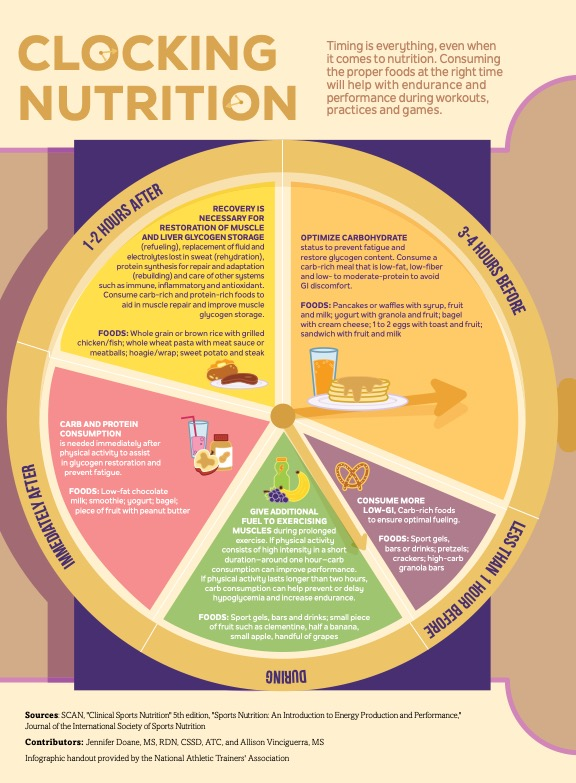 CLOCKING
NUTRITION
Timing is everything, even when
it comes to nutrition. Consuming
the proper foods at the right time
will help with endurance and
performance during workouts,
practices and games.
1-2 HOURS AFTER
RECOVERY IS
NECESSARY FOR
RESTORATION OF MUSCLE
AND LIVER GLYCOGEN STORAGE
(refueling), replacement of fluid and
electrolytes lost in sweat (rehydration),
protein synthesis for repair and adaptation
(rebuilding) and care of other systems
such as immune, inflammatory and antioxidant.
Consume carb-rich and protein-rich foods to
aid in muscle repair and improve muscle
glycogen storage.
FOODS: Whole grain or brown rice with grilled
chicken/fish; whole wheat pasta with meat sauce or
meatballs; hoagie/wrap; sweet potato and steak
3-4 HOURS BEFORE
OPTIMIZE CARBOHYDRATE
status to prevent fatigue and
restore glycogen content. Consume a
carb-rich meal that is low-fat, low-fiber
and low- to moderate-protein to avoid
GI discomfort.
FOODS: Pancakes or waffles with syrup, fruit
and milk; yogurt with granola and fruit; bagel
with cream cheese; 1 to 2 eggs with toast and fruit;
sandwich with fruit and milk
IMMEDIATELY AFTER
CARB AND PROTEIN
CONSUMPTION
is needed immediately after
physical activity to assist
in glycogen restoration and
prevent fatigue.
FOODS: Low-fat chocolate
milk; smoothie; yogurt; bagel;
piece of fruit with peanut butter
GIVE ADDITIONAL
FUEL TO EXERCISING
MUSCLES during prolonged
exercise. If physical activity
consists of high intensity in a short
duration—around one hour—carb
consumption can improve performance.
If physical activity lasts longer than two hours,
carb consumption can help prevent or delay
hypoglycemia and increase endurance.
FOODS: Sport gels, bars and drinks; small piece
of fruit such as clementine, half a banana,
small apple, handful of grapes
DURING
CONSUME MORE
LOW-GI, Carb-rich foods
to ensure optimal fueling.
FOODS: Sport gels,
bars or drinks; pretzels;
crackers; high-carb
granola bars
LESS THAN 1 HOUR BEFORE
Sources: SCAN, "Clinical Sports Nutrition" 5th edition, "Sports Nutrition: An Introduction to Energy Production and Performance,"
Journal of the International Society of Sports Nutrition
Contributors: Jennifer Doane, MS, RDN, CSSD, ATC, and Allison Vinciguerra, MS
Infographic handout provided by the National Athletic Trainers' Association